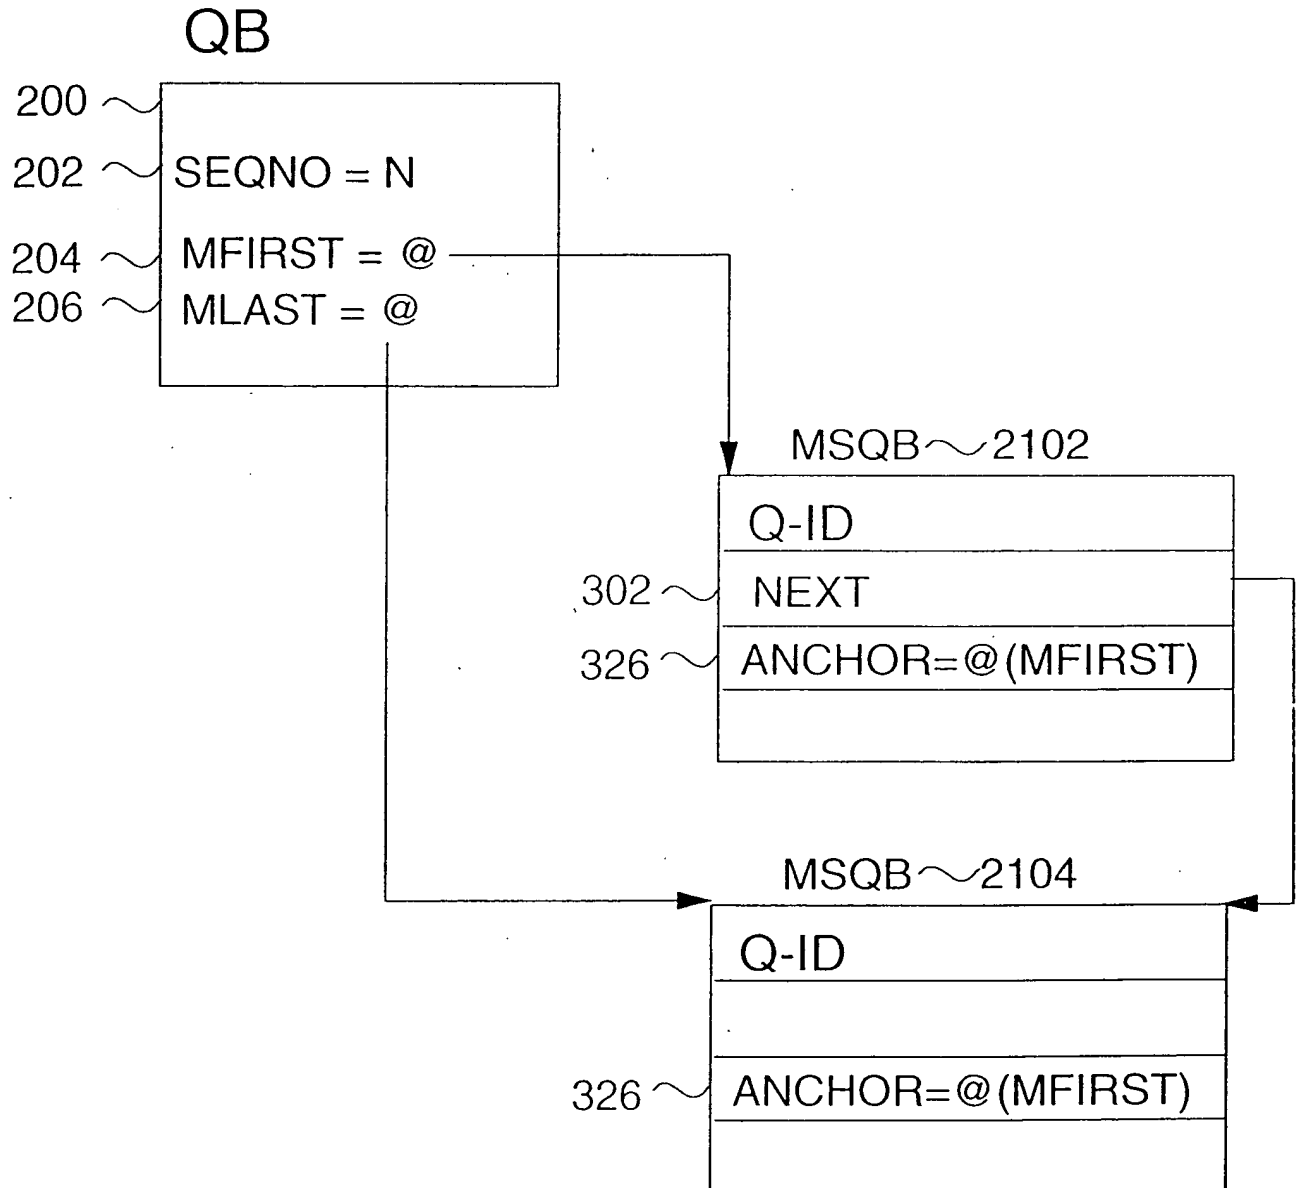 QB
200
202 SEQNO = N
204 MFIRST = @
206 MLAST = @
MSQB 2102
Q-ID
302 NEXT
326 ANCHOR=@(MFIRST)
MSQB 2104
Q-ID
326 ANCHOR=@(MFIRST)